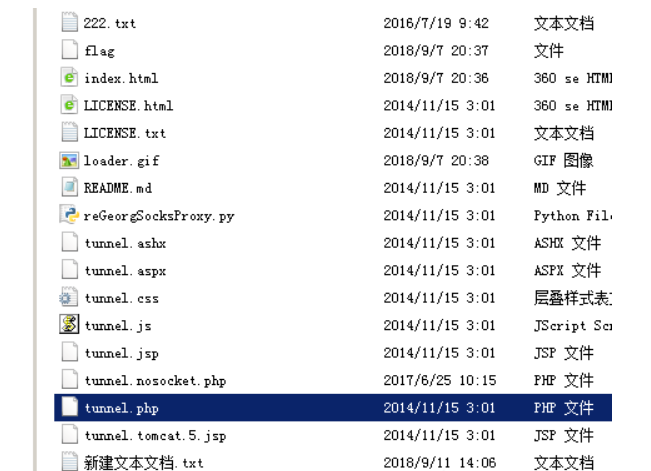 222.txt 2016/7/19 9:42 文本文档
flag 2018/9/7 20:37 文件
index.html 2018/9/7 20:36 360 se HTM
LICENSE.html 2014/11/15 3:01 360 se HTM
LICENSE.txt 2014/11/15 3:01 文本文档
loader.gif 2018/9/7 20:38 GIF 图像
README.md 2014/11/15 3:01 MD 文件
reGeorgSocksProxy.py 2014/11/15 3:01 Python Fil
tunnel.ashx 2014/11/15 3:01 ASHX 文件
tunnel.aspx 2014/11/15 3:01 ASPX 文件
tunnel.css 2014/11/15 3:01 层叠样式表
tunnel.js 2014/11/15 3:01 JScript Scr
tunnel.jsp 2014/11/15 3:01 JSP 文件
tunnel.nosocket.php 2017/6/25 10:15 PHP 文件
tunnel.php 2014/11/15 3:01 PHP 文件
tunnel.tomcat.5.jsp 2014/11/15 3:01 JSP 文件
新建文本文档.txt 2018/9/11 14:06 文本文档